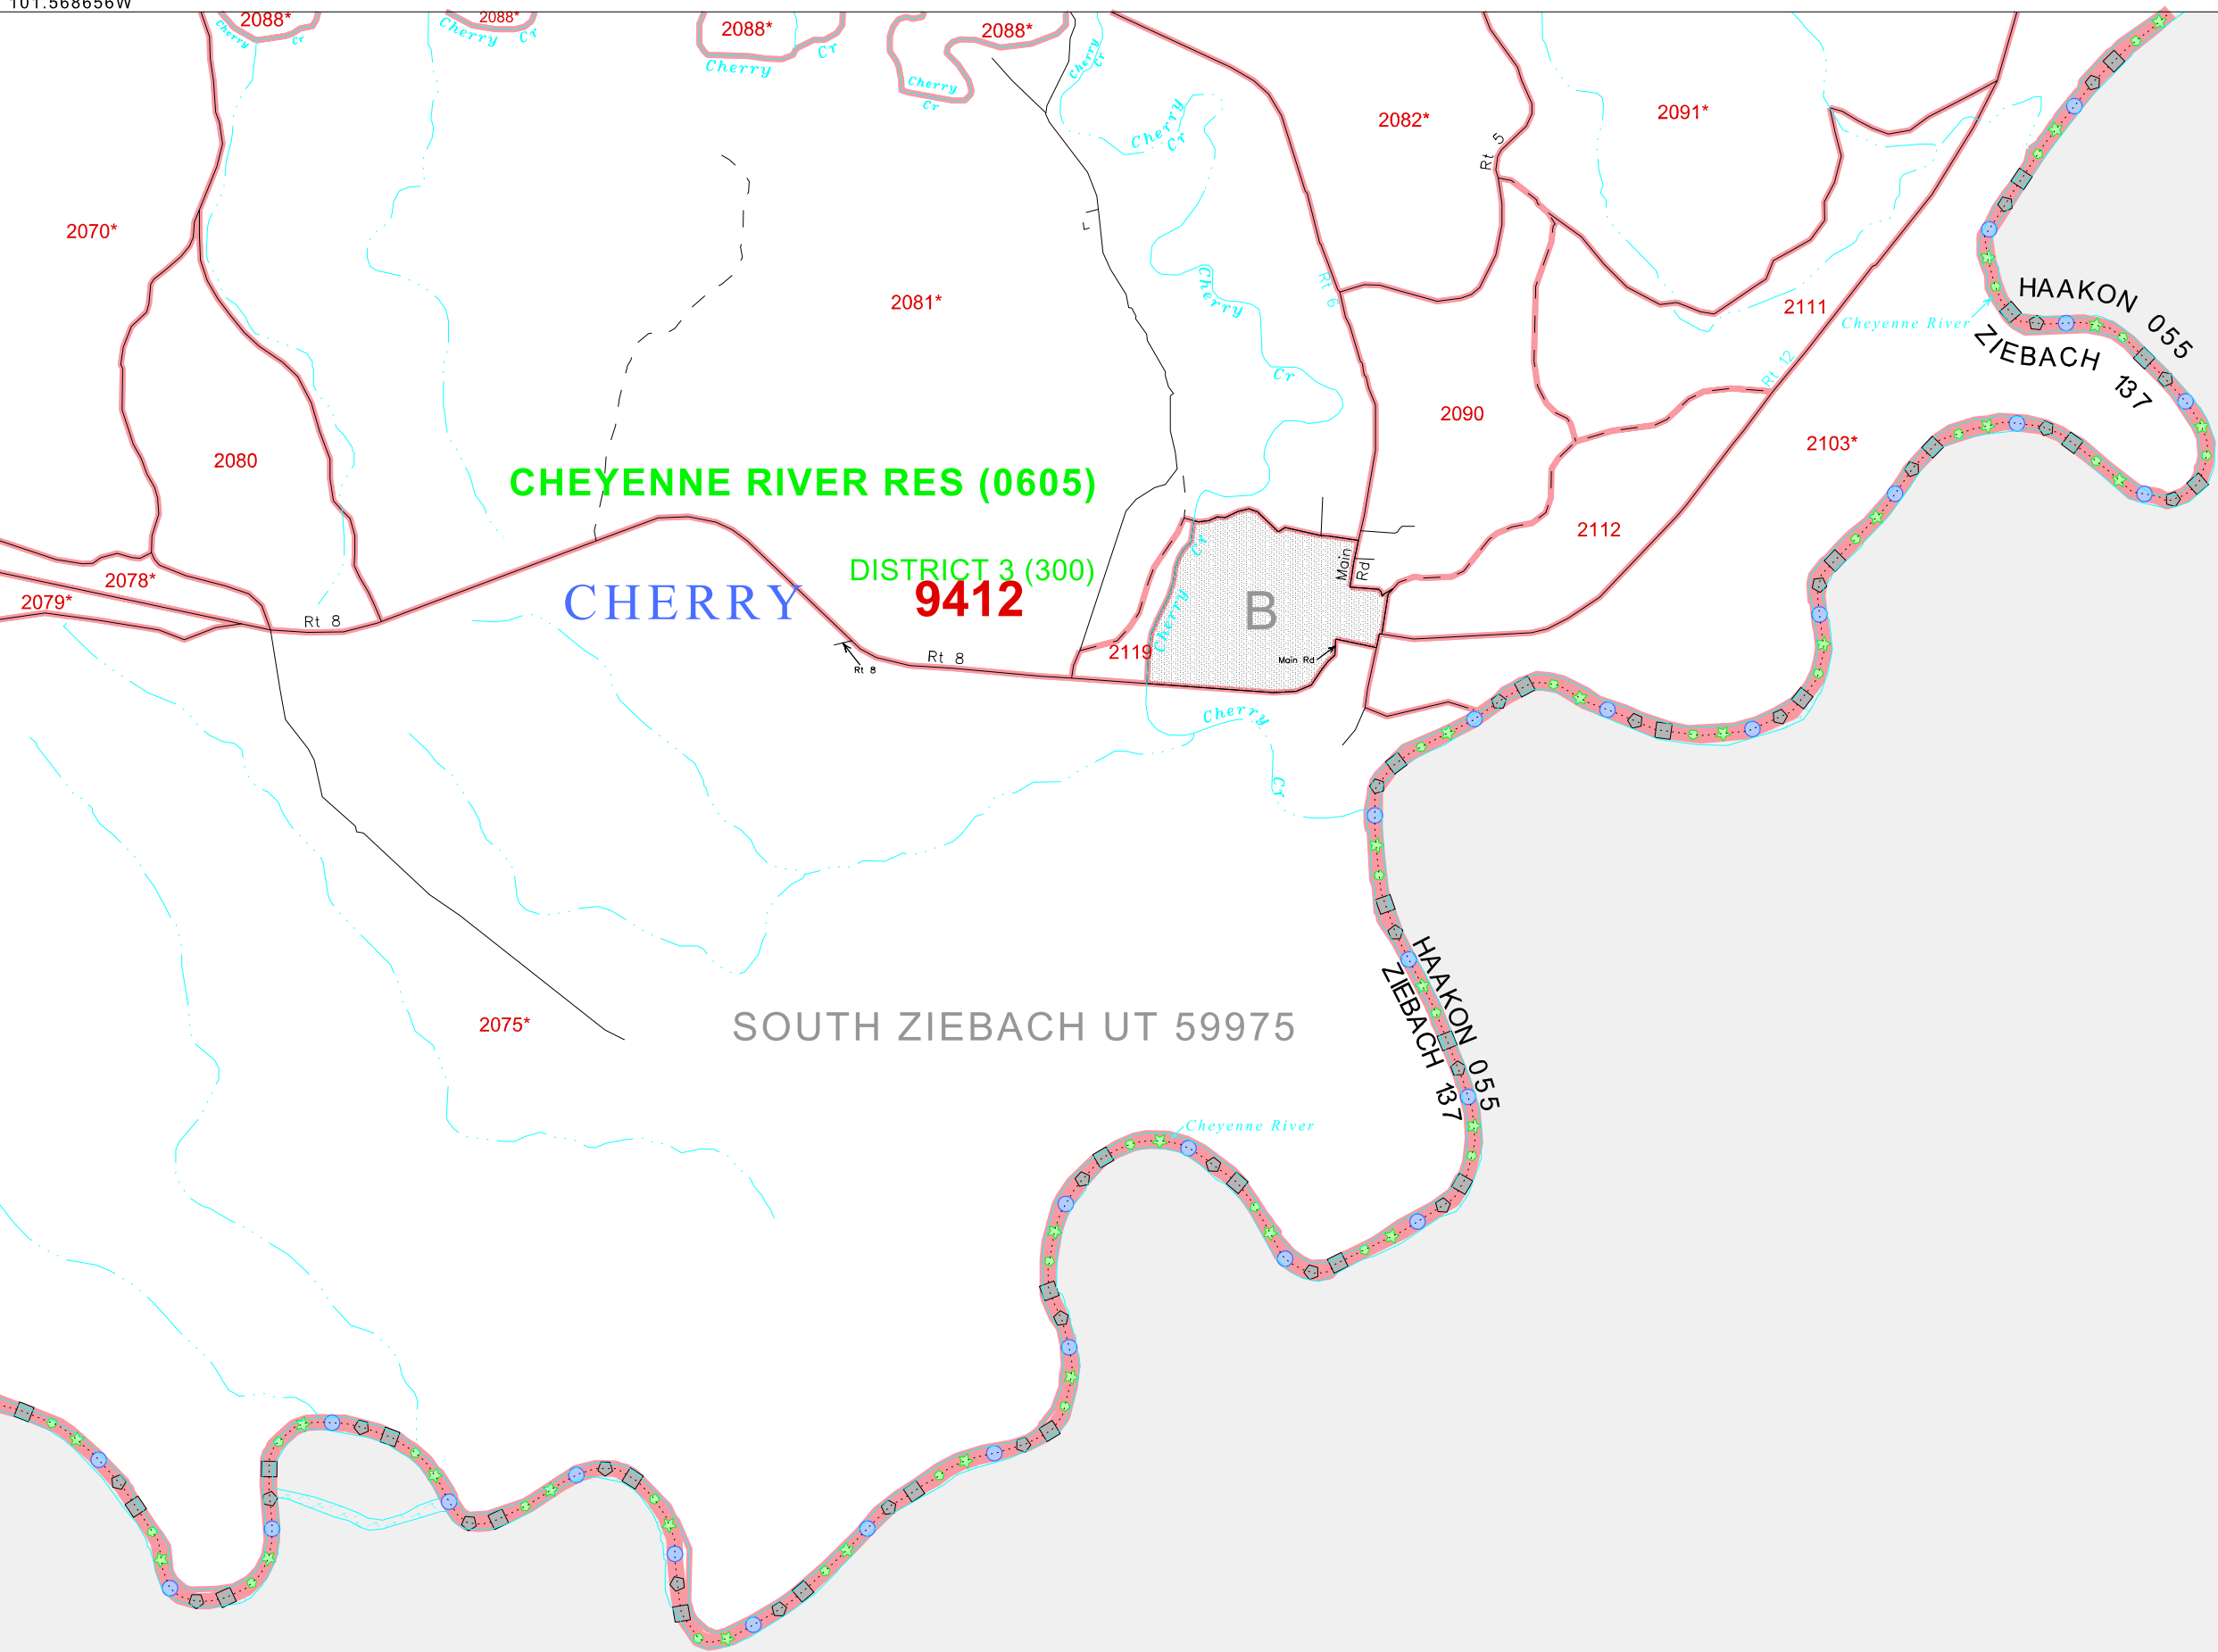 101.568656W
2088*
2088*
2088*
2088*
Cherry Cr
Cherry Cr
Cherry Cr
Cherry Cr
Cherry Cr
Cherry Cr
2082*
2091*
Rt 5
2070*
2081*
Cherry
Rt 6
2111
HAAKON 055
Cheyenne River
ZIEBACH 137
Cr
Rt 12
2090
2103*
2080
CHEYENNE RIVER RES (0605)
2112
Cr
Main Rd
DISTRICT 3 (300)
2078*
CHERRY
9412
2079*
B
Rt 8
Cherry
2119
Rt 8
Main Rd
Rt 8
Cherry
Cr
HAAKON 055
ZIEBACH 137
2075*
SOUTH ZIEBACH UT 59975
Cheyenne River